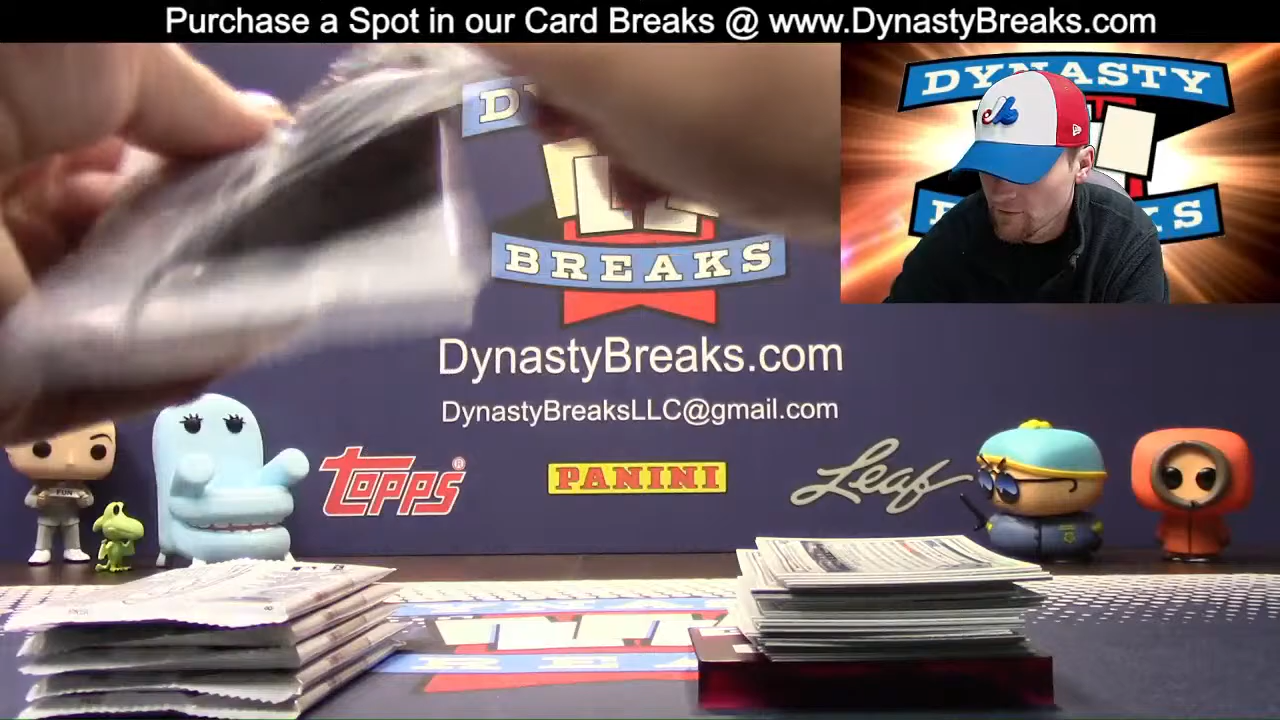 Purchase a Spot in our Card Breaks @ www.DynastyBreaks.com
DYNASTY
BREAKS
DynastyBreaks.com
DynastyBreaksLLC@gmail.com
topps®
PANINI
Leaf
FUN